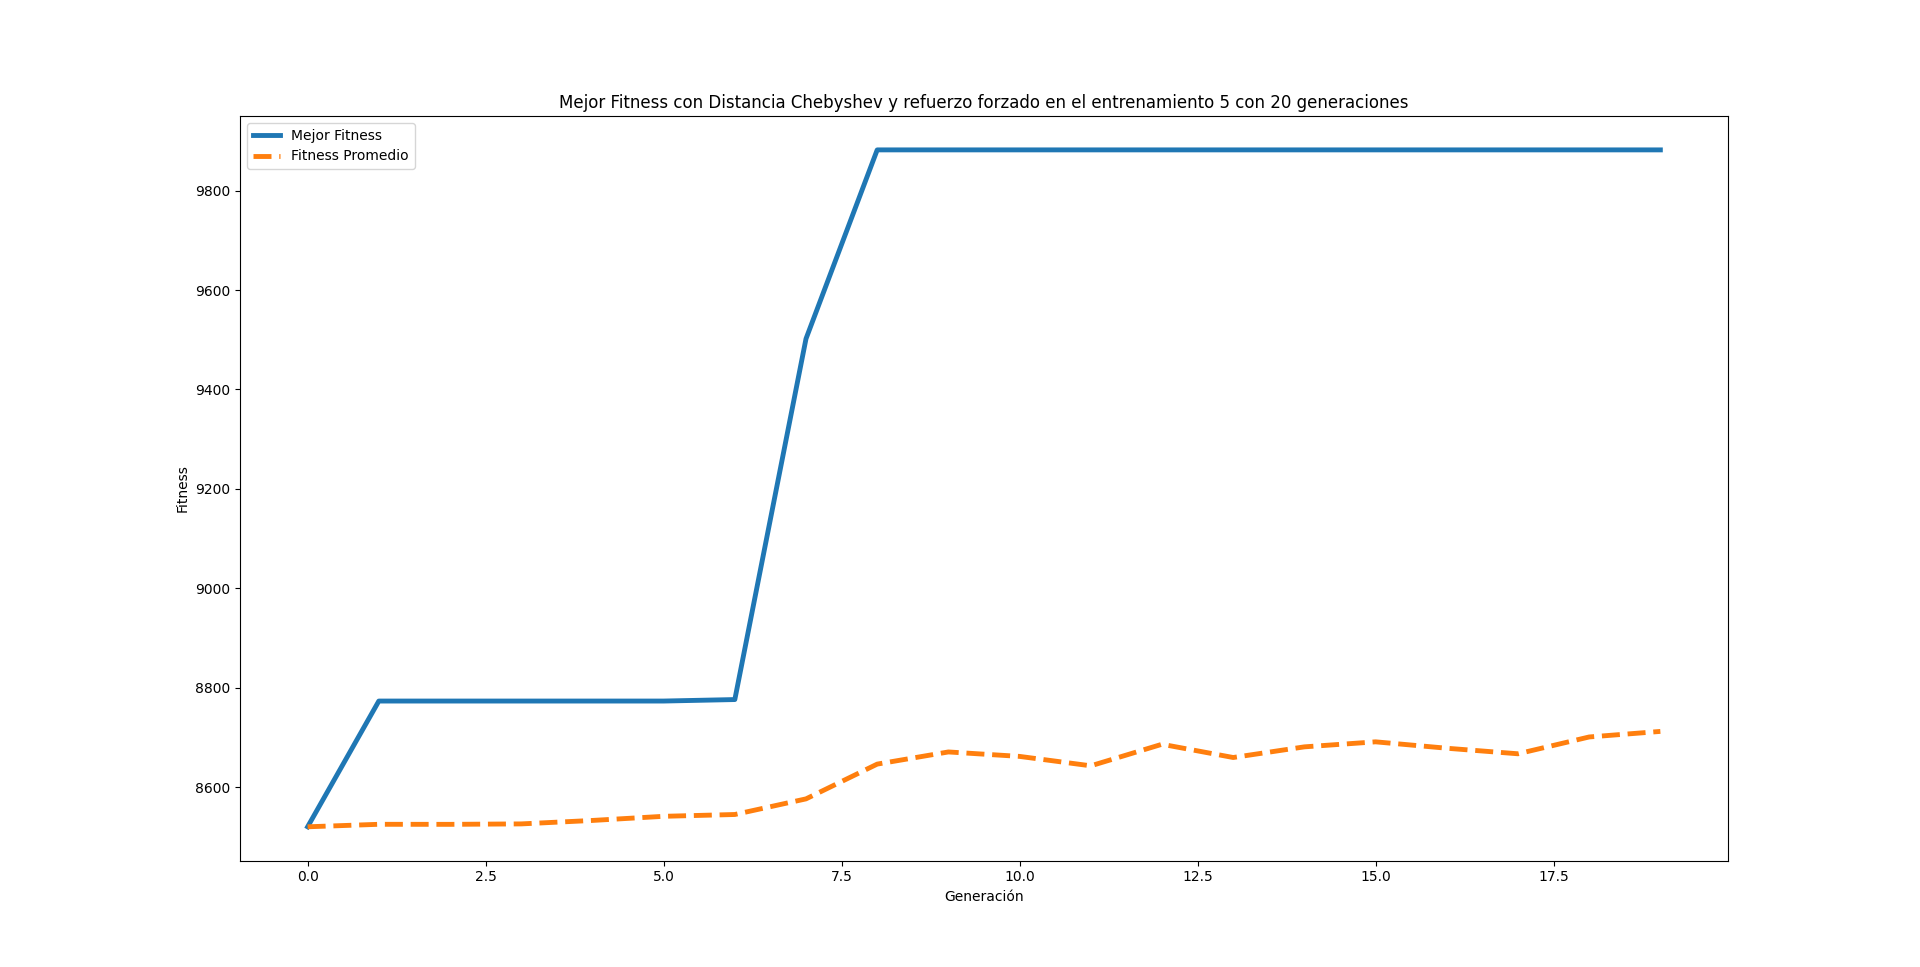 Mejor Fitness con Distancia Chebyshev y refuerzo forzado en el entrenamiento 5 con 20 generaciones
Mejor Fitness
Fitness Promedio
9800
9600
9400
9200
9000
8800
8600
Fitness
0.0 2.5 5.0 7.5 10.0 12.5 15.0 17.5
Generación